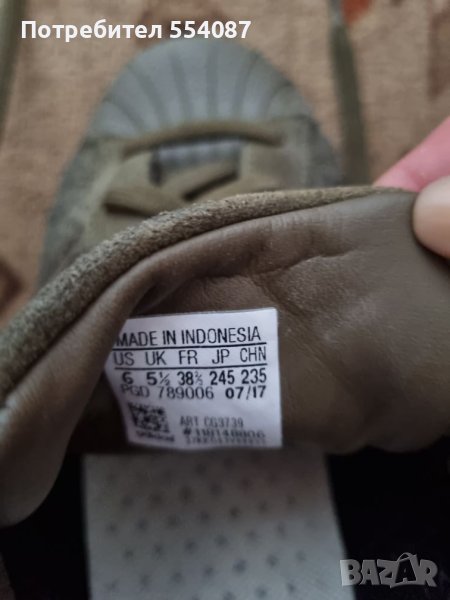 Потребител 554087
MADE IN INDONESIA
US UK FR JP CHN
6 5½ 38⅔ 245 235
PGD 789006 07/17
ART CG3739
BAZAR